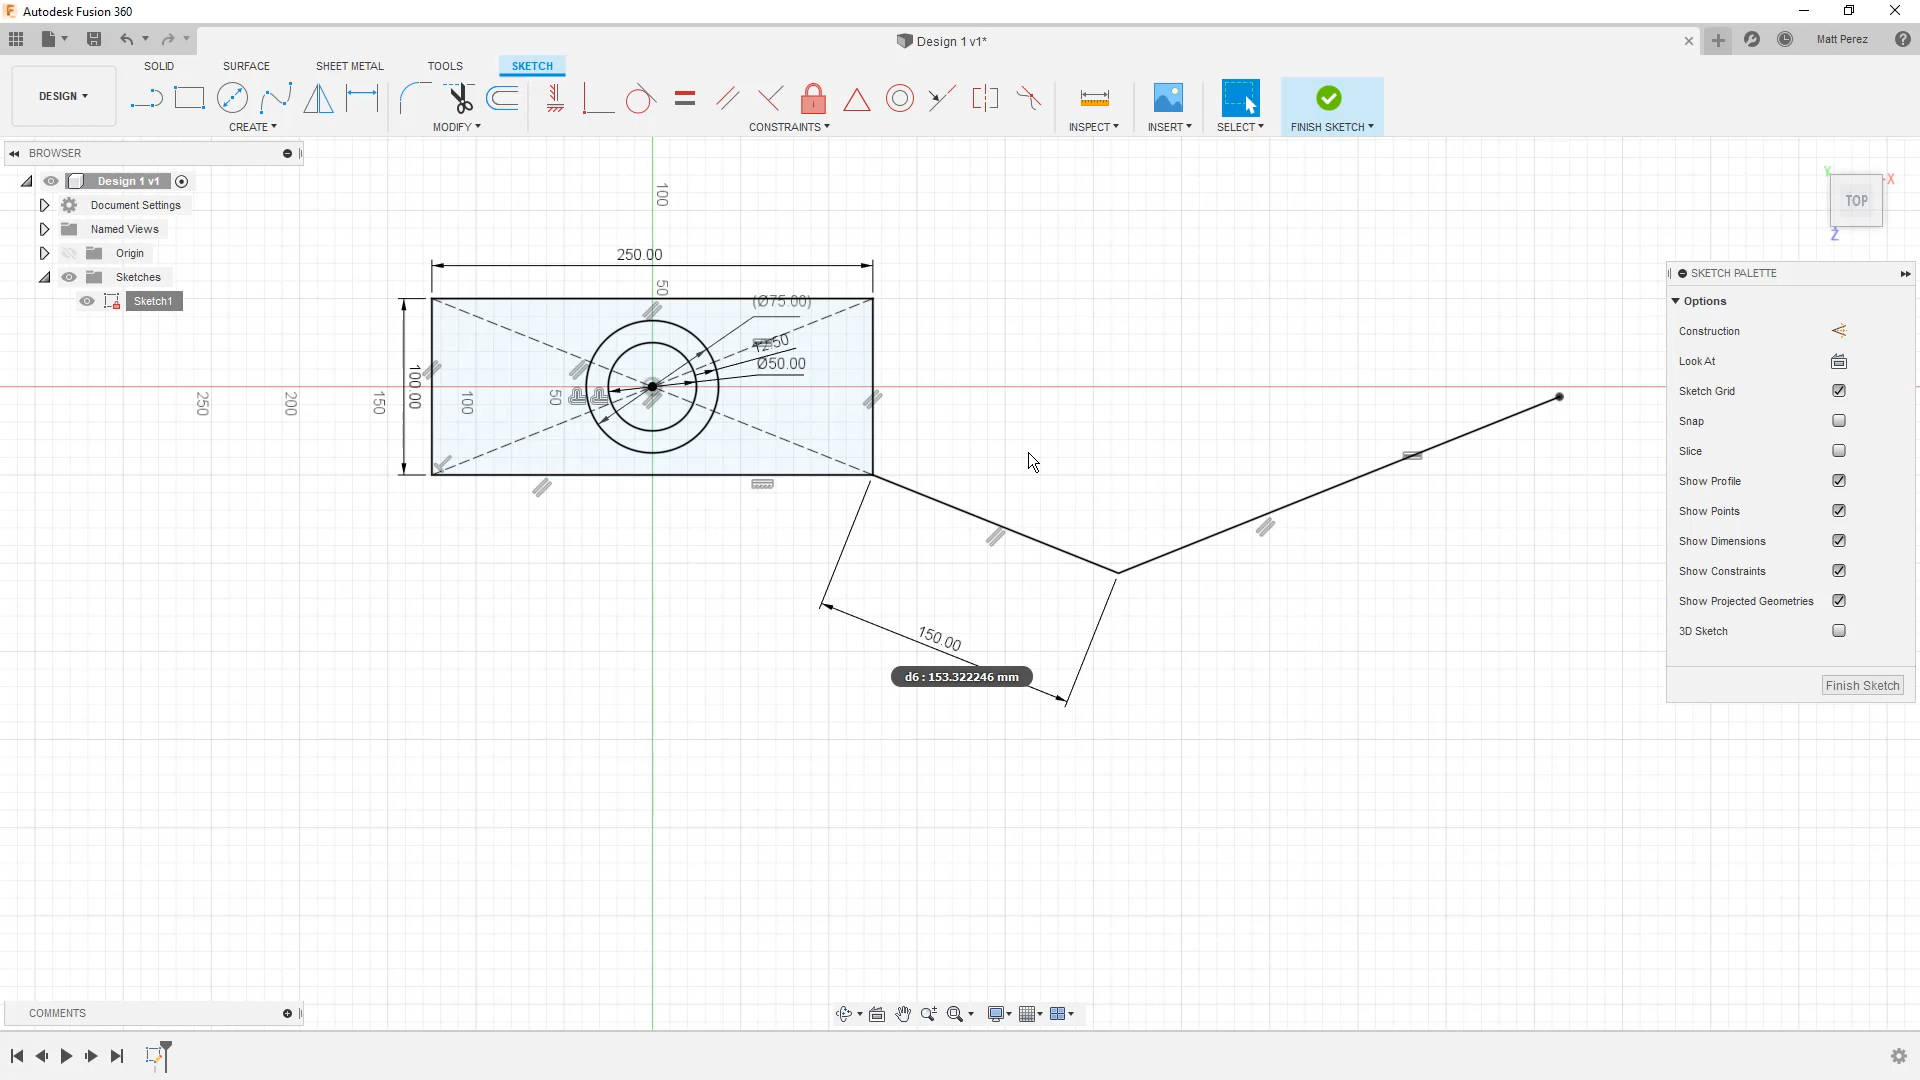 Autodesk Fusion 360
Design 1 v1*
Matt Perez
SOLID
SURFACE
SHEET METAL
TOOLS
SKETCH
DESIGN
CREATE
MODIFY
CONSTRAINTS
INSPECT
INSERT
SELECT
FINISH SKETCH
BROWSER
Design 1 v1
Document Settings
Named Views
Origin
Sketches
Sketch1
100
250.00
50
(Ø75.00)
12.50
Ø50.00
100.00
250
200
150
100
50
150.00
d6 : 153.322246 mm
TOP
X
Y
Z
SKETCH PALETTE
Options
Construction
Look At
Sketch Grid
Snap
Slice
Show Profile
Show Points
Show Dimensions
Show Constraints
Show Projected Geometries
3D Sketch
Finish Sketch
COMMENTS